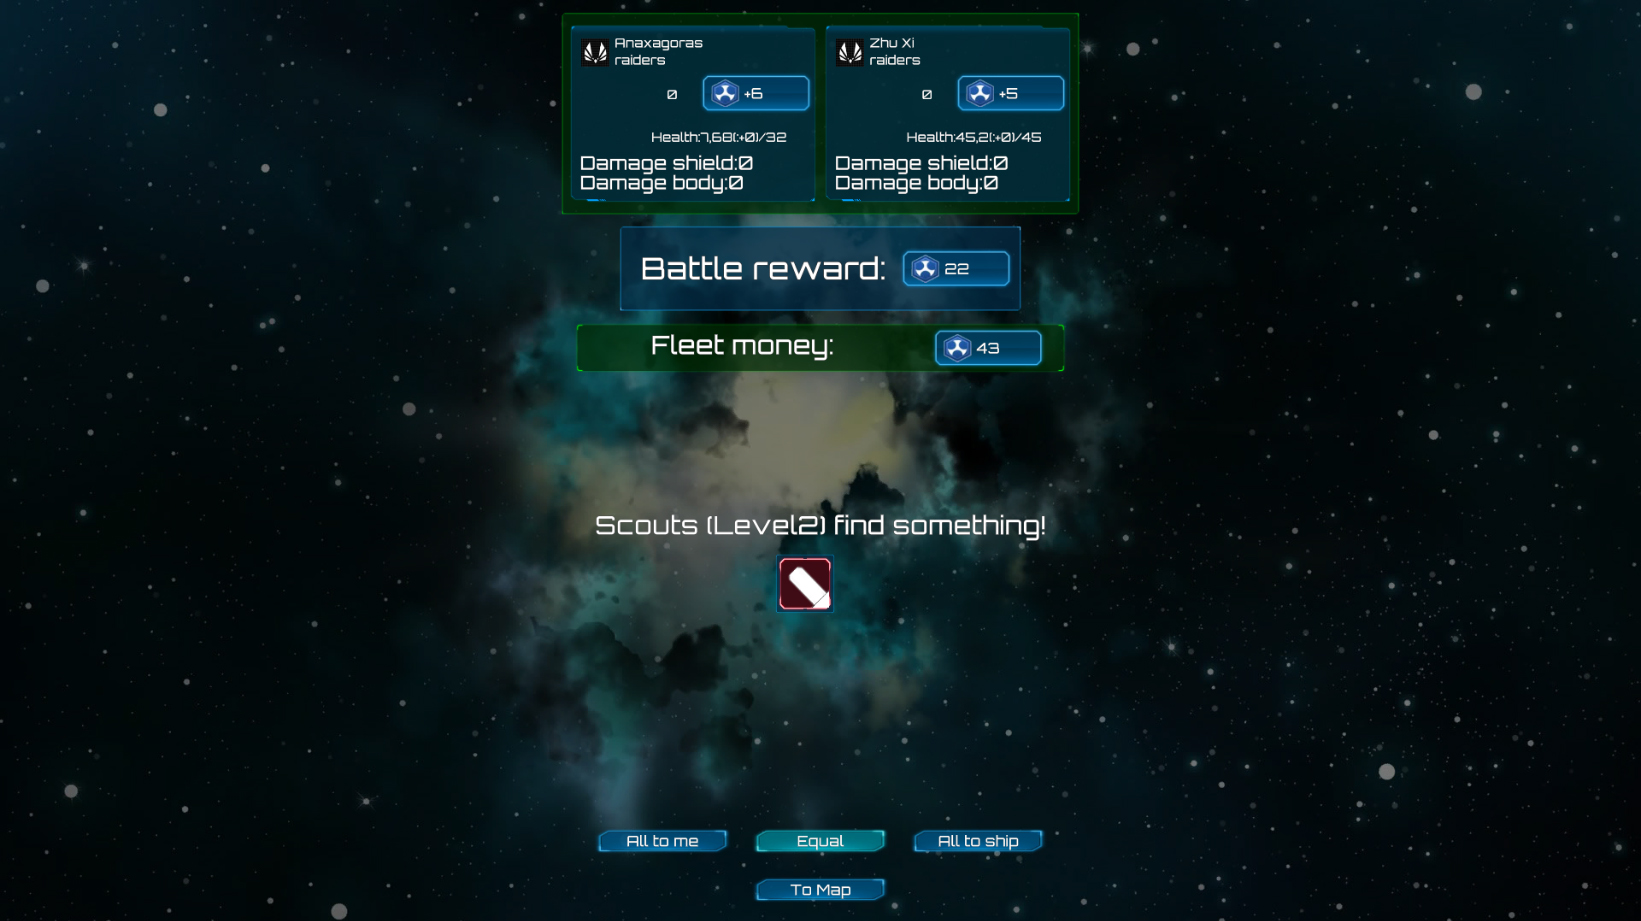 Anaxagoras
raiders
0
+6
Health:7,68(:+0)/32
Damage shield:0
Damage body:0
Zhu Xi
raiders
0
+5
Health:45,2(:+0)/45
Damage shield:0
Damage body:0
Battle reward:
22
Fleet money:
43
Scouts (Level2) find something!
All to me
Equal
All to ship
To Map